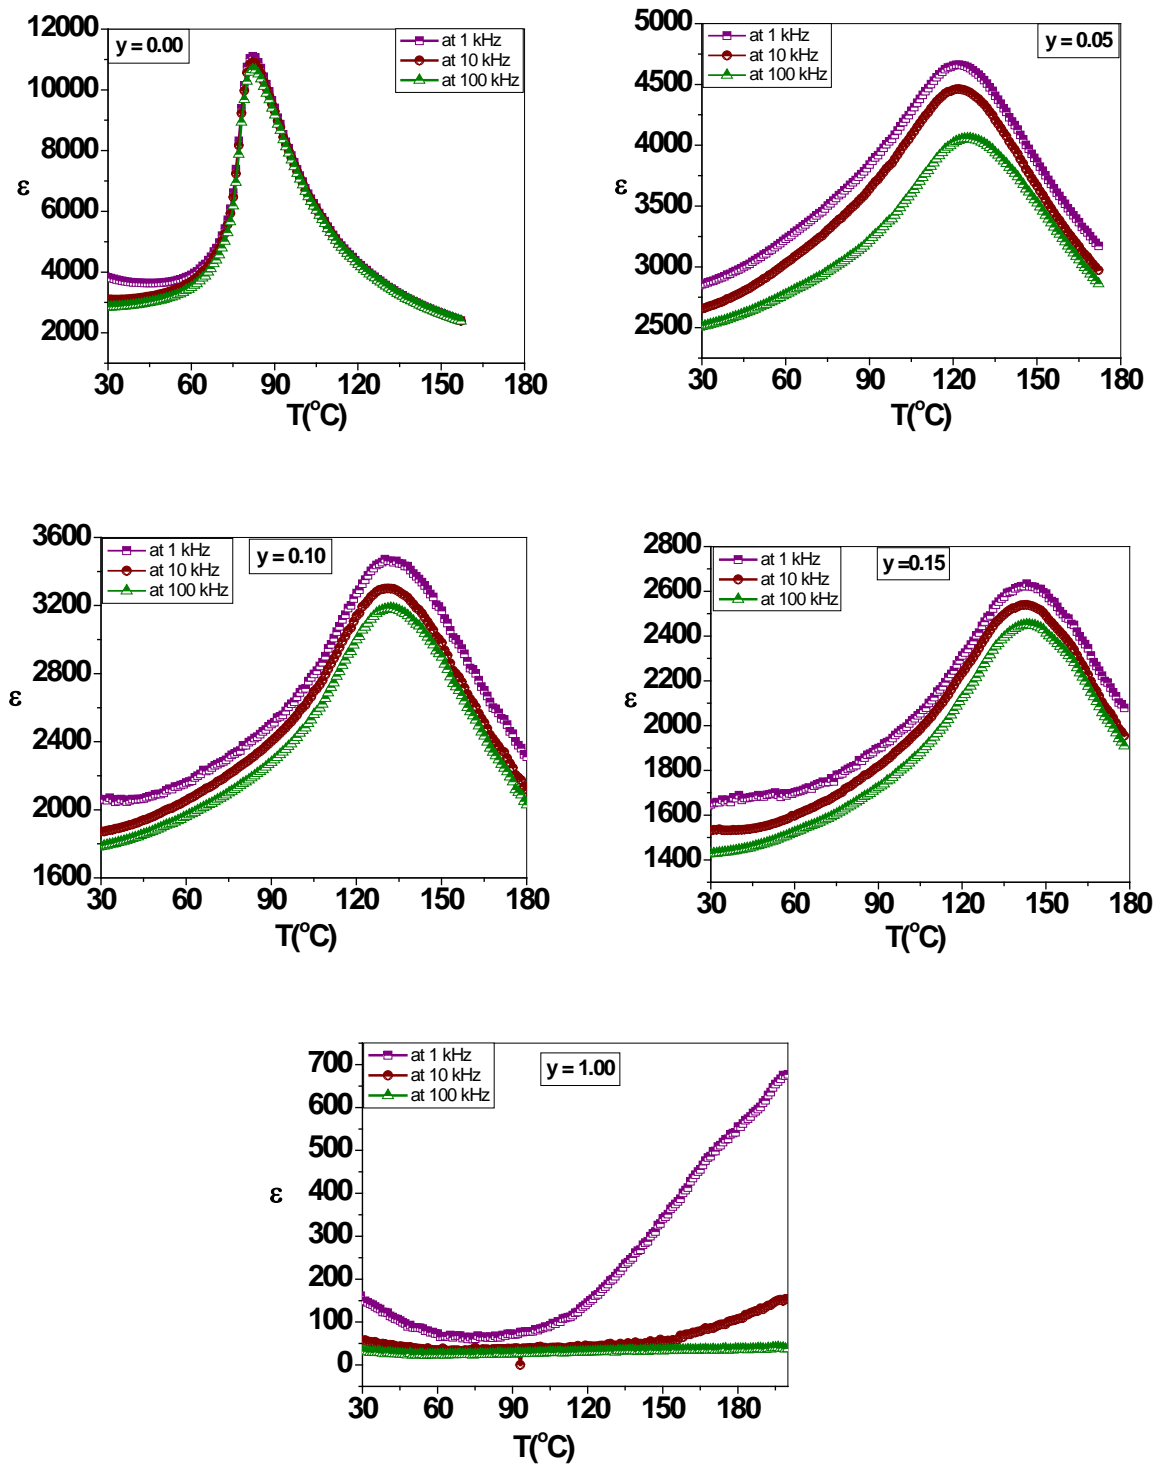 y = 0.00
at 1 kHz
at 10 kHz
at 100 kHz
12000
10000
8000
6000
4000
2000
ε
30 60 90 120 150 180
T(°C)
at 1 kHz
at 10 kHz
at 100 kHz
y = 0.05
5000
4500
4000
3500
3000
2500
ε
30 60 90 120 150 180
T(°C)
at 1 kHz
at 10 kHz
at 100 kHz
y = 0.10
3600
3200
2800
2400
2000
1600
ε
30 60 90 120 150 180
T(°C)
at 1 kHz
at 10 kHz
at 100 kHz
y =0.15
2800
2600
2400
2200
2000
1800
1600
1400
ε
30 60 90 120 150 180
T(°C)
at 1 kHz
at 10 kHz
at 100 kHz
y = 1.00
700
600
500
400
300
200
100
0
ε
30 60 90 120 150 180
T(°C)